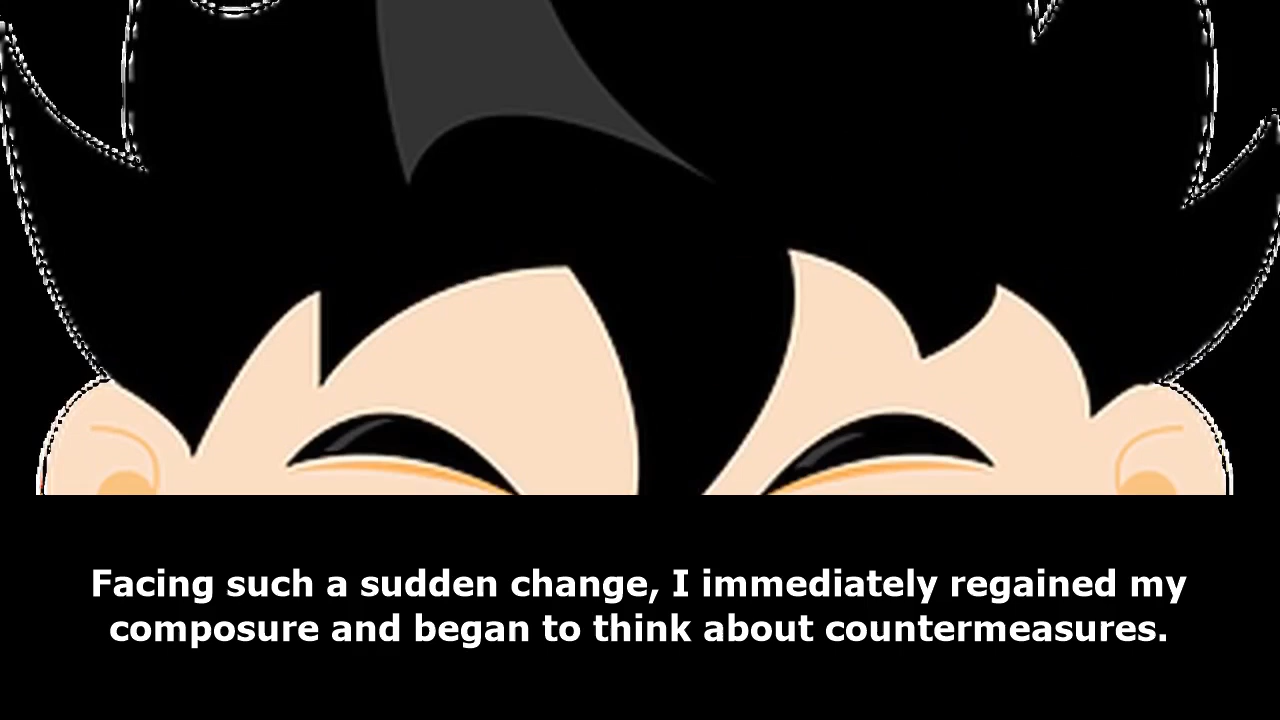 Facing such a sudden change, I immediately regained my
composure and began to think about countermeasures.